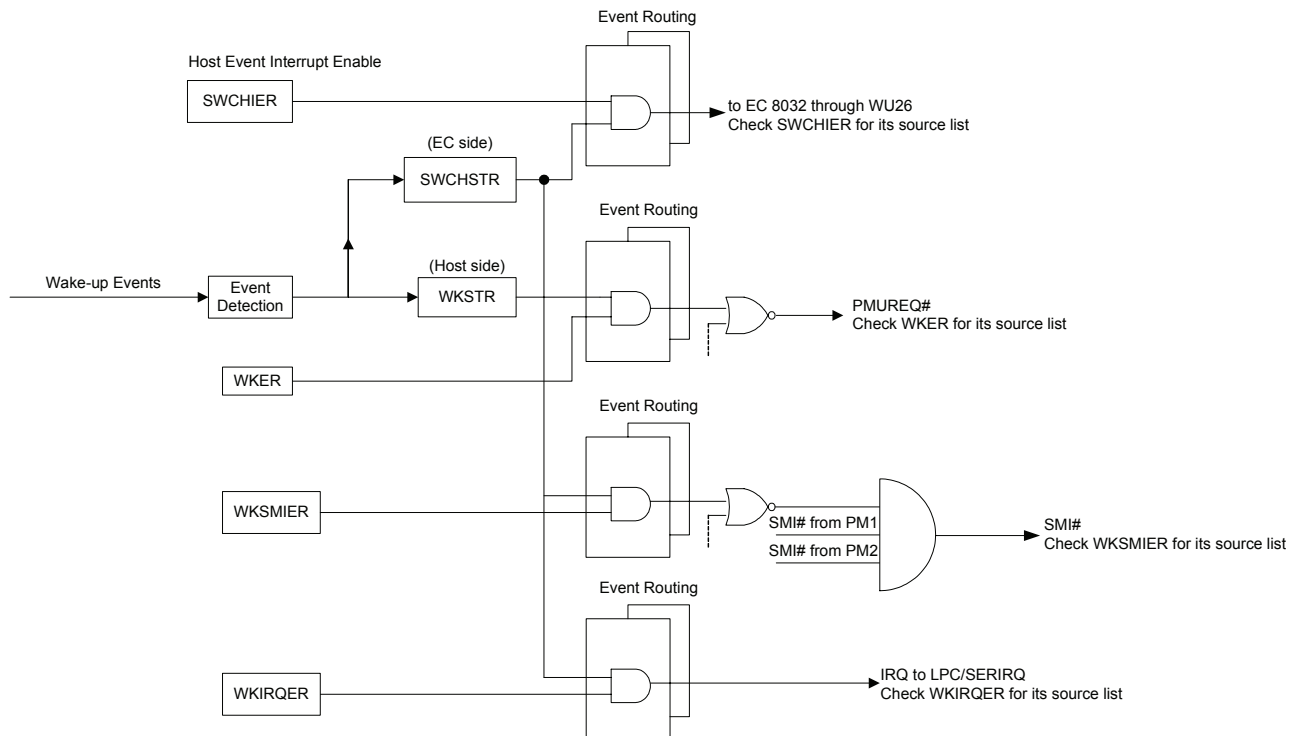 Event Routing
Host Event Interrupt Enable
SWCHIER
to EC 8032 through WU26
Check SWCHIER for its source list
(EC side)
SWCHSTR
Event Routing
Wake-up Events
Event
Detection
(Host side)
WKSTR
PMUREQ#
Check WKER for its source list
WKER
Event Routing
WKSMIER
SMI# from PM1
SMI# from PM2
SMI#
Check WKSMIER for its source list
Event Routing
WKIRQER
IRQ to LPC/SERIRQ
Check WKIRQER for its source list